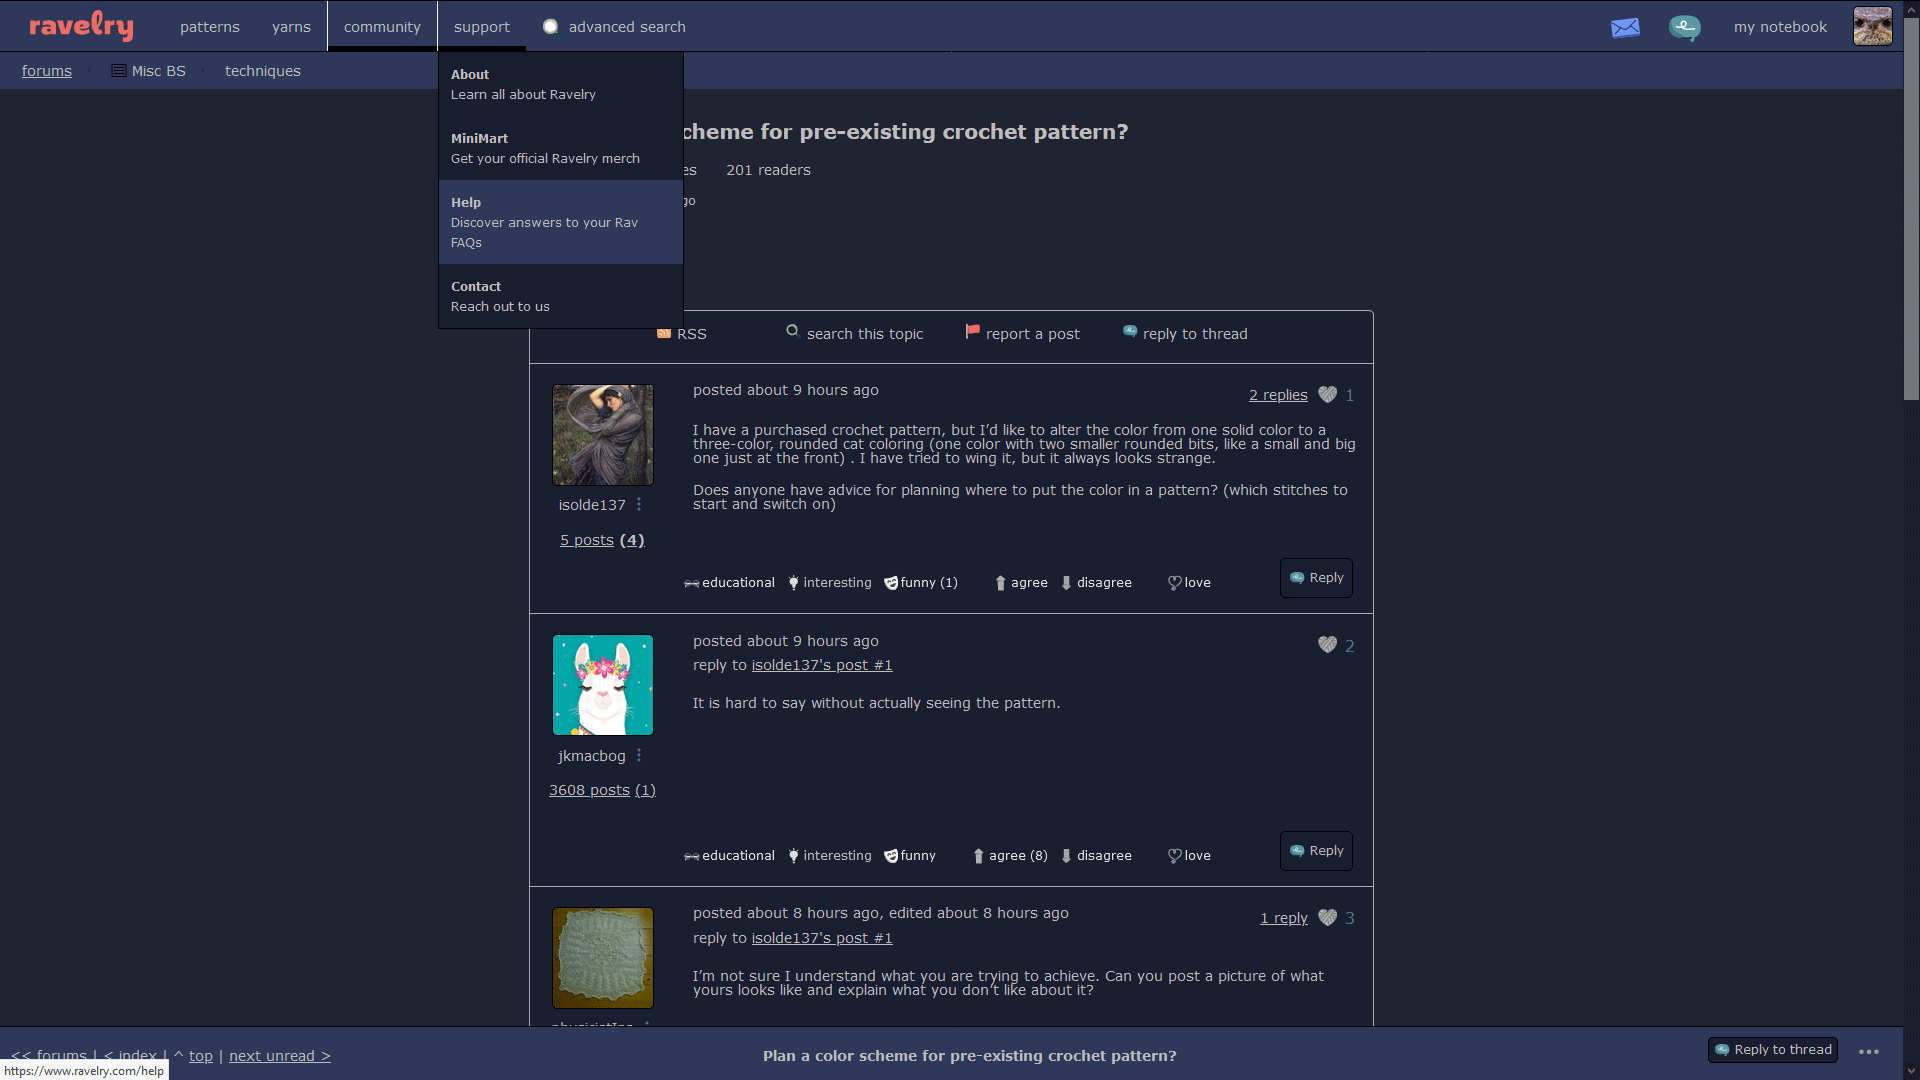 ravelry patterns yarns community support advanced search my notebook
forums Misc BS techniques
About
Learn all about Ravelry
MiniMart
Get your official Ravelry merch
Help
Discover answers to your Rav
FAQs
Contact
Reach out to us
cheme for pre-existing crochet pattern?
es 201 readers
go
RSS search this topic report a post reply to thread
posted about 9 hours ago
2 replies 1
I have a purchased crochet pattern, but I’d like to alter the color from one solid color to a
three-color, rounded cat coloring (one color with two smaller rounded bits, like a small and big
one just at the front) . I have tried to wing it, but it always looks strange.
Does anyone have advice for planning where to put the color in a pattern? (which stitches to
start and switch on)
isolde137
5 posts (4)
educational interesting funny (1) agree disagree love Reply
posted about 9 hours ago
2
reply to isolde137's post #1
It is hard to say without actually seeing the pattern.
jkmacbog
3608 posts (1)
educational interesting funny agree (8) disagree love Reply
posted about 8 hours ago, edited about 8 hours ago
1 reply 3
reply to isolde137's post #1
I’m not sure I understand what you are trying to achieve. Can you post a picture of what
yours looks like and explain what you don’t like about it?
<< forums | < index | ^ top | next unread >
Plan a color scheme for pre-existing crochet pattern?
Reply to thread
https://www.ravelry.com/help